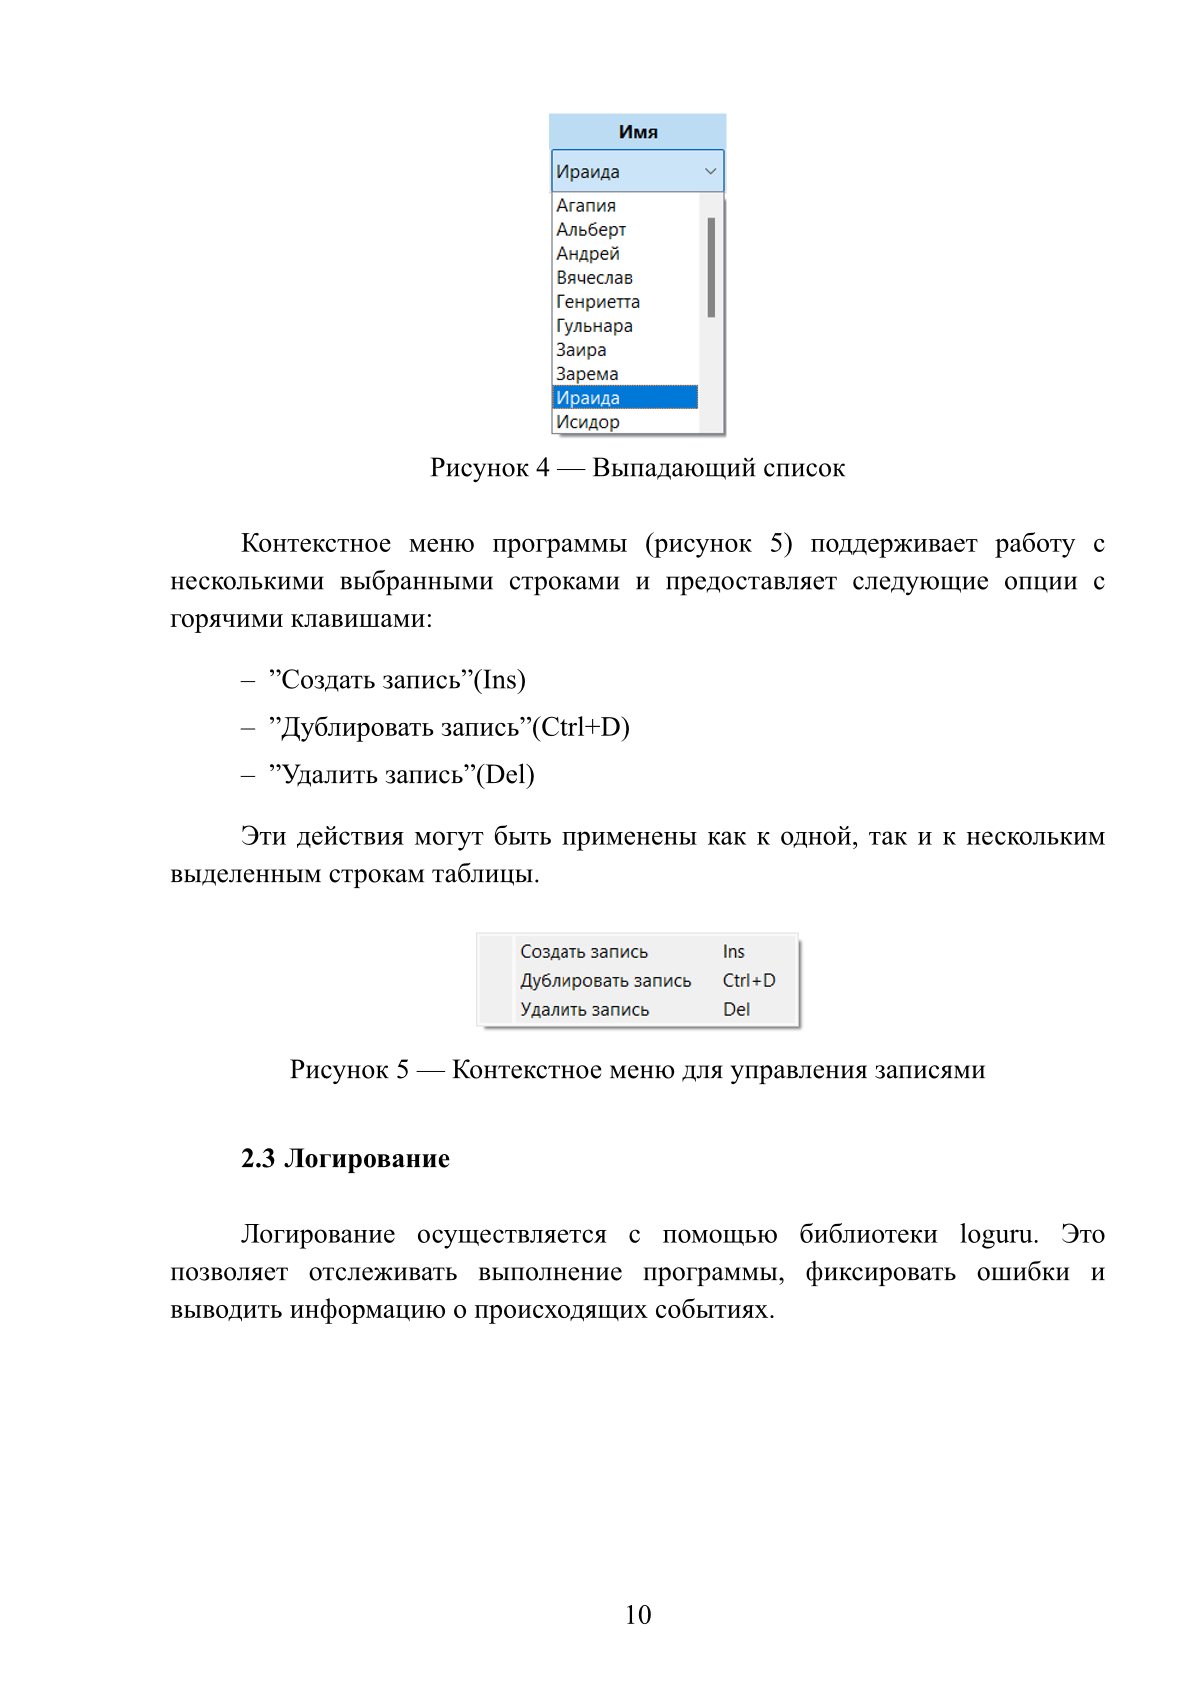 Имя
Ираида
Агапия
Альберт
Андрей
Вячеслав
Генриетта
Гульнара
Заира
Зарема
Ираида
Исидор
Рисунок 4 — Выпадающий список
Контекстное меню программы (рисунок 5) поддерживает работу с
несколькими выбранными строками и предоставляет следующие опции с
горячими клавишами:
– ”Создать запись”(Ins)
– ”Дублировать запись”(Ctrl+D)
– ”Удалить запись”(Del)
Эти действия могут быть применены как к одной, так и к нескольким
выделенным строкам таблицы.
Создать запись Ins
Дублировать запись Ctrl+D
Удалить запись Del
Рисунок 5 — Контекстное меню для управления записями
2.3 Логирование
Логирование осуществляется с помощью библиотеки loguru. Это
позволяет отслеживать выполнение программы, фиксировать ошибки и
выводить информацию о происходящих событиях.
10